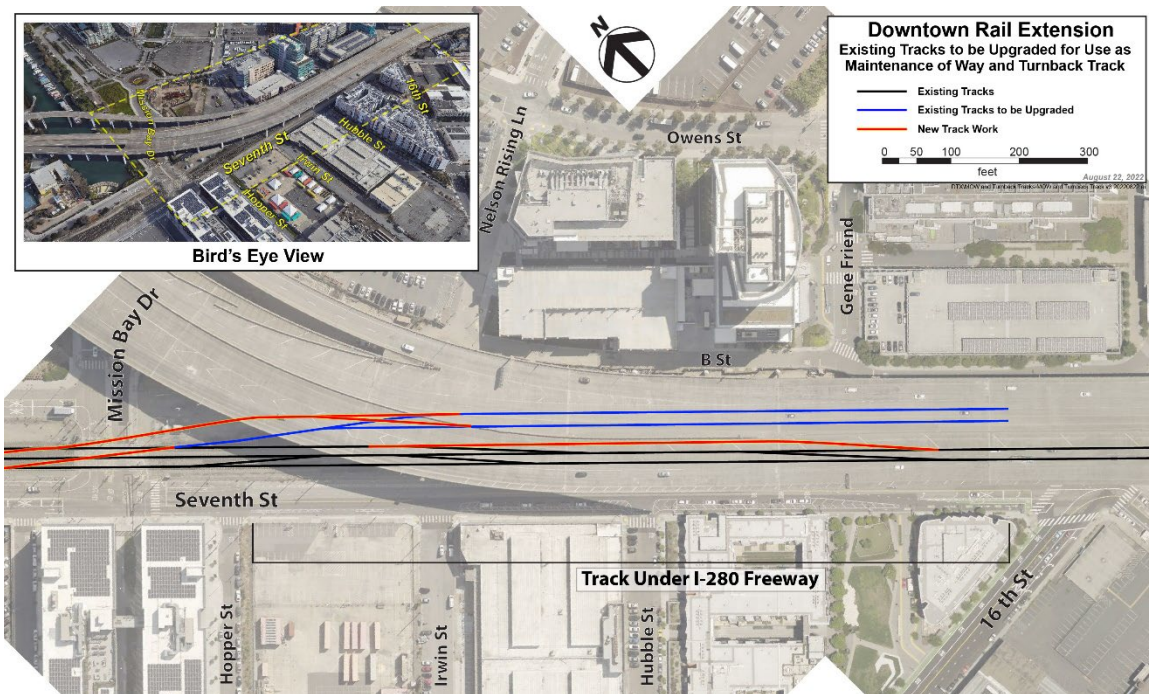 Mission Bay Dr
Seventh St
16th St
Hubble St
Irwin St
Hopper St
Bird's Eye View
N
Downtown Rail Extension
Existing Tracks to be Upgraded for Use as
Maintenance of Way and Turnback Track
Existing Tracks
Existing Tracks to be Upgraded
New Track Work
0 50 100 200 300
feet
August 22, 2022
Owens St
Nelson Rising Ln
Gene Friend
Mission Bay Dr
B St
Seventh St
Track Under I-280 Freeway
Hopper St
Irwin St
Hubble St
16 th St